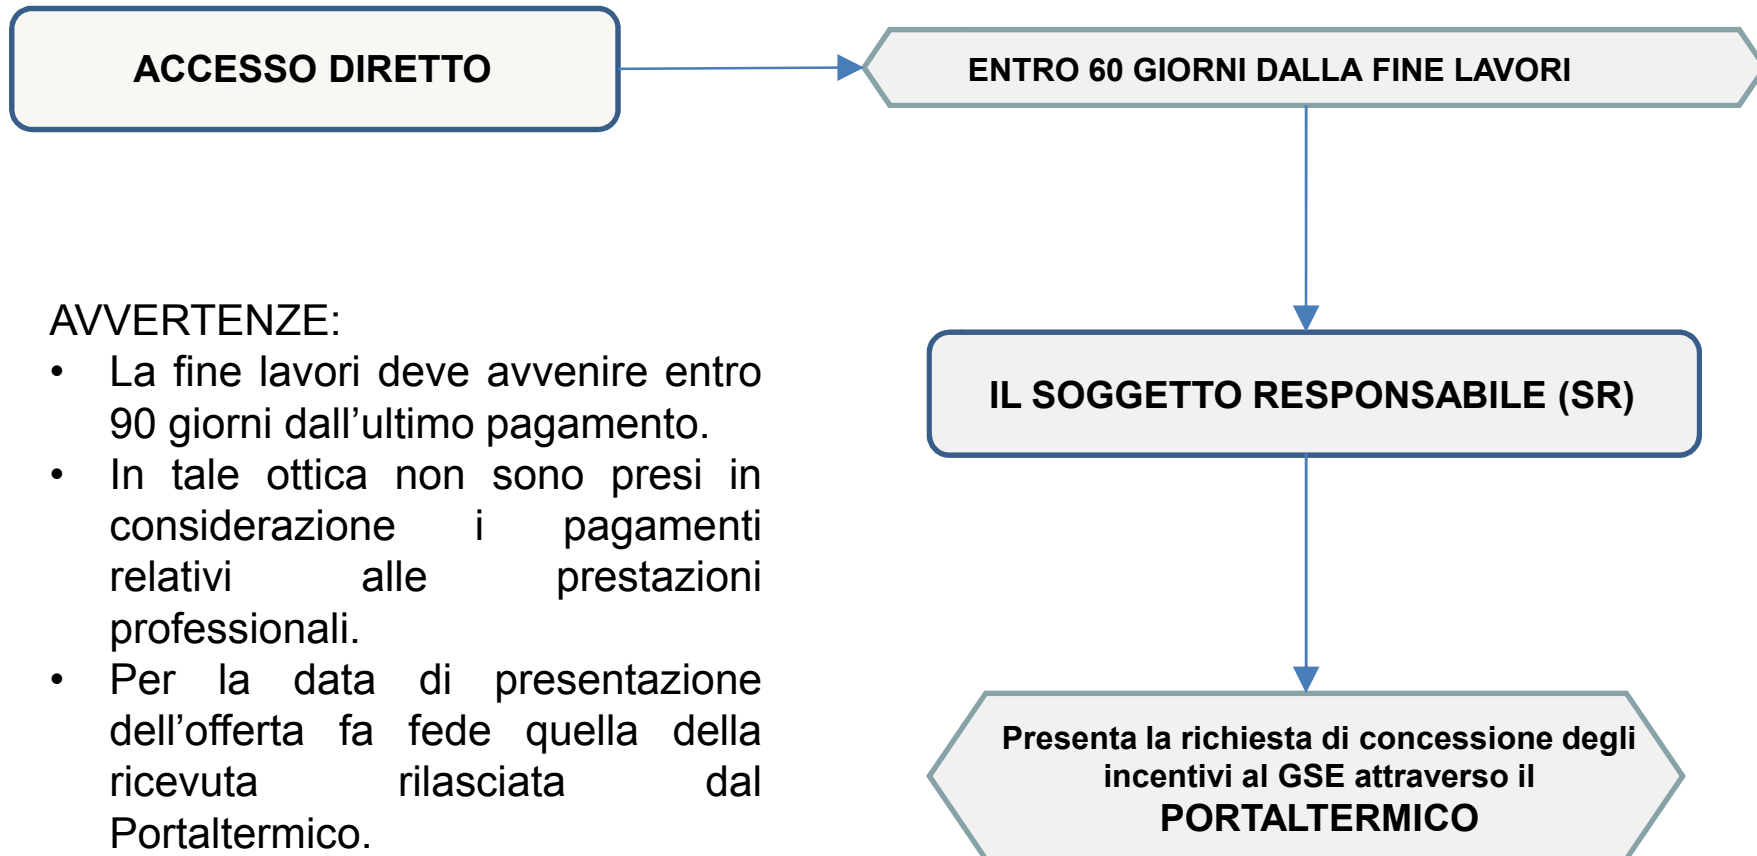 ACCESSO DIRETTO
ENTRO 60 GIORNI DALLA FINE LAVORI
AVVERTENZE:
• La fine lavori deve avvenire entro
90 giorni dall’ultimo pagamento.
• In tale ottica non sono presi in
considerazione i pagamenti
relativi alle prestazioni
professionali.
• Per la data di presentazione
dell’offerta fa fede quella della
ricevuta rilasciata dal
Portaltermico.
IL SOGGETTO RESPONSABILE (SR)
Presenta la richiesta di concessione degli
incentivi al GSE attraverso il
PORTALTERMICO